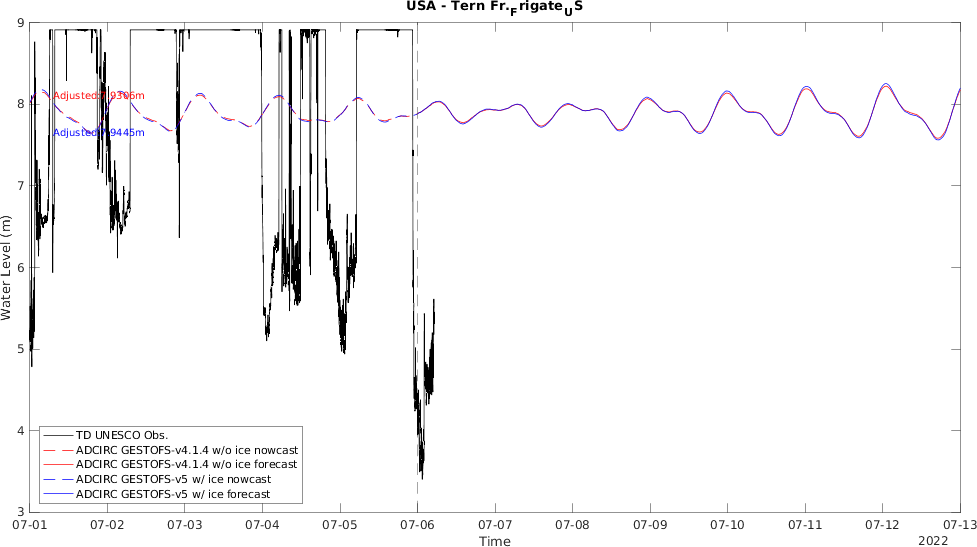 USA - Tern Fr.FrigateUS
9
8
7
6
5
4
3
Water Level (m)
Adjusted
Adjusted
TD UNESCO Obs.
ADCIRC GESTOFS-v4.1.4 w/o ice nowcast
ADCIRC GESTOFS-v4.1.4 w/o ice forecast
ADCIRC GESTOFS-v5 w/ ice nowcast
ADCIRC GESTOFS-v5 w/ ice forecast
07-01 07-02 07-03 07-04 07-05 07-06 07-07 07-08 07-09 07-10 07-11 07-12 07-13
Time
2022